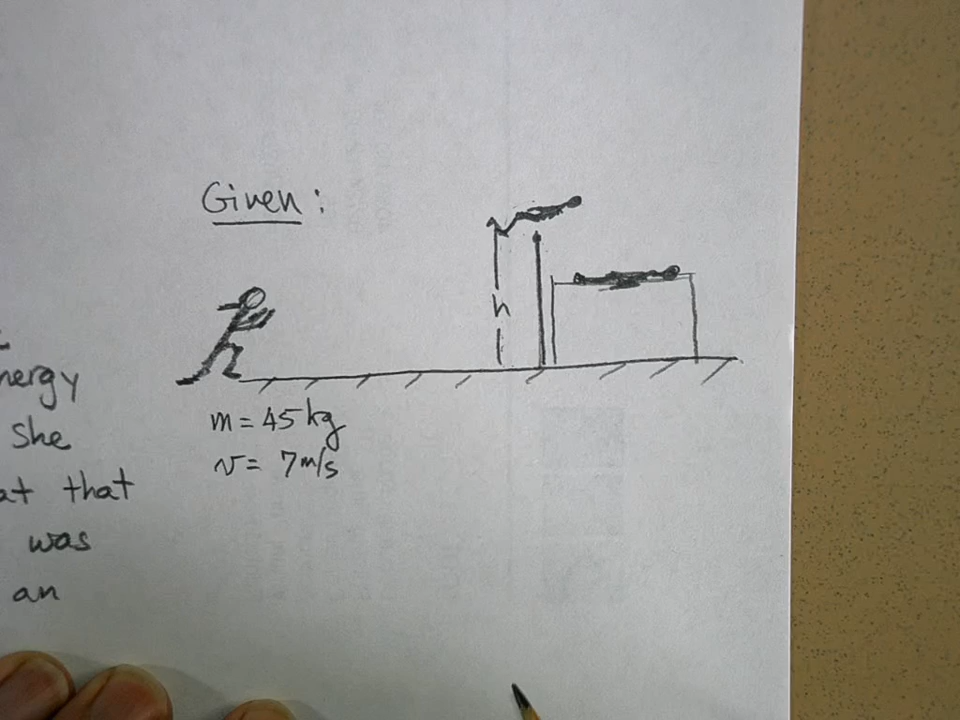 Given:
h
nergy
she
at that
was
an
m = 45 kg
v = 7 m/s